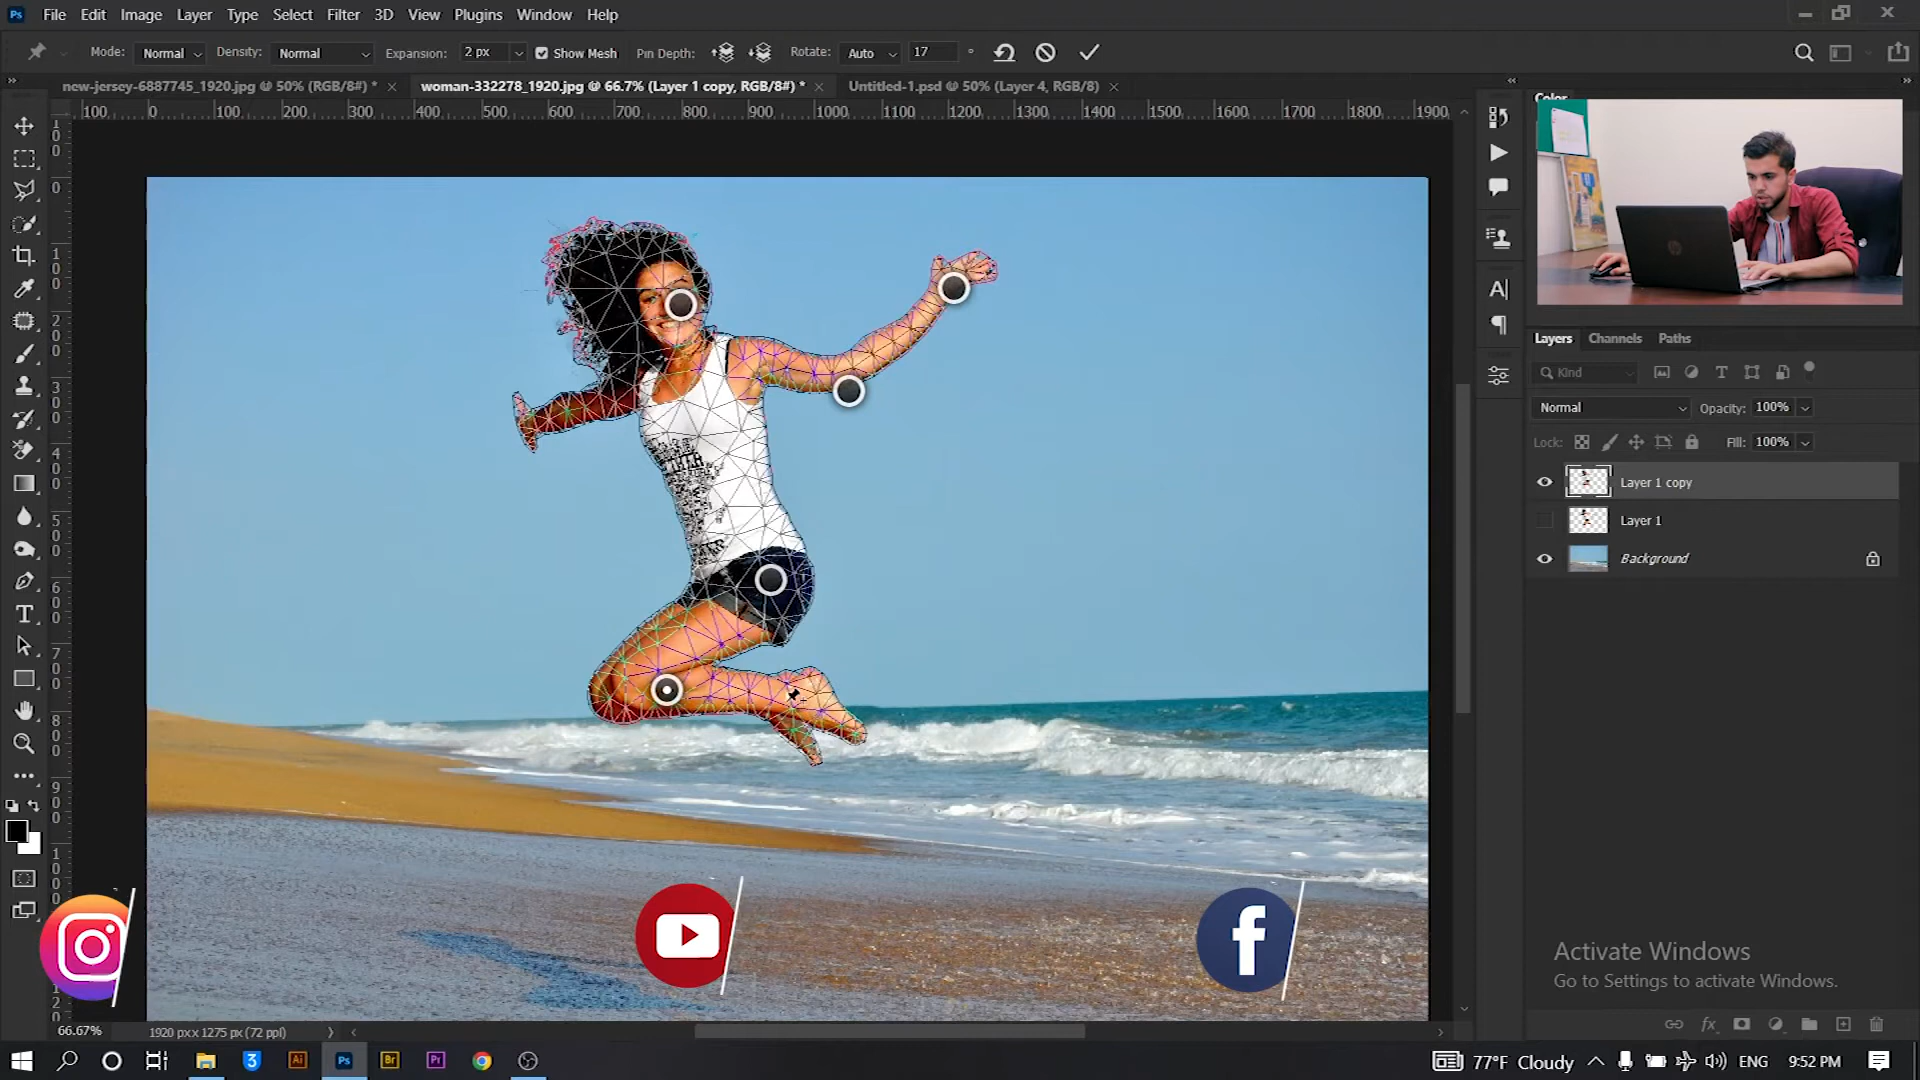 Ps File Edit Image Layer Type Select Filter 3D View Plugins Window Help
Mode: Normal Density: Normal Expansion: 2 px Show Mesh Pin Depth: Rotate: Auto 17 °
new-jersey-6887745_1920.jpg @ 50% (RGB/8#) * woman-332278_1920.jpg @ 66.7% (Layer 1 copy, RGB/8#) * Untitled-1.psd @ 50% (Layer 4, RGB/8)
100 0 100 200 300 400 500 600 700 800 900 1000 1100 1200 1300 1400 1500 1600 1700 1800 1900
Color
Layers Channels Paths
Kind
Normal Opacity: 100%
Lock: Fill: 100%
Layer 1 copy
Layer 1
Background
Activate Windows
Go to Settings to activate Windows.
66.67% 1920 px x 1275 px (72 ppi)
Ai Ps Br Pr 77°F Cloudy ENG 9:52 PM